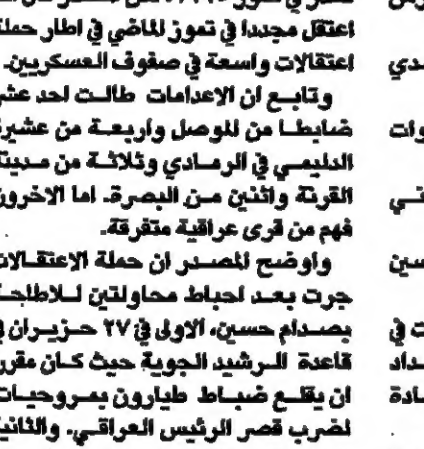 اعتقل مجددا في تموز الماضي في اطار حملة
اعتقالات واسعة في صفوف العسكريين.
وتابع ان الاعدامات طالت احد عشر
ضابطا من الموصل واربعة من عشيرة
الدليمي في الرمادي وثلاثة من مدينة
القرنة واثنين من البصرة. اما الاخرون
فهم من قرى عراقية متفرقة.
واوضح المصدر ان حملة الاعتقالات
جرت بعد احباط محاولتين للاطاحة
بصدام حسين، الاولى في ٢٧ حزيران في
قاعدة الرشيد الجوية حيث كان مقررا
ان يقلع ضباط طيارون بمروحيات
لضرب قصر الرئيس العراقي. والثانية